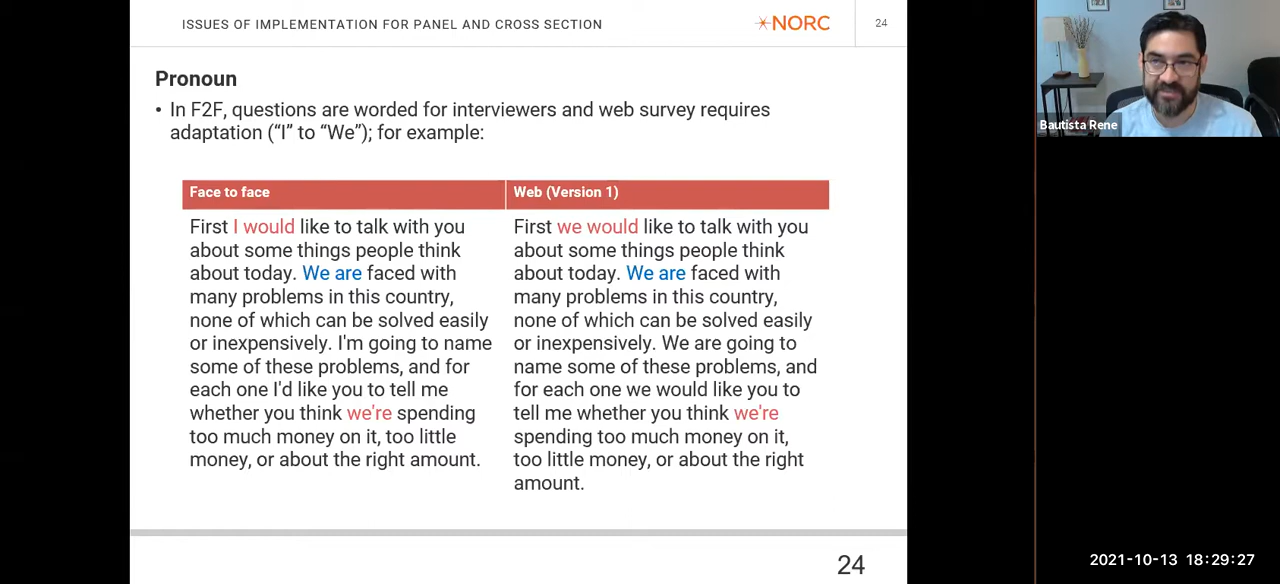 ISSUES OF IMPLEMENTATION FOR PANEL AND CROSS SECTION
NORC
24
Pronoun
• In F2F, questions are worded for interviewers and web survey requires
adaptation (“I” to “We”); for example:
Face to face
First I would like to talk with you
about some things people think
about today. We are faced with
many problems in this country,
none of which can be solved easily
or inexpensively. I'm going to name
some of these problems, and for
each one I'd like you to tell me
whether you think we're spending
too much money on it, too little
money, or about the right amount.
Web (Version 1)
First we would like to talk with you
about some things people think
about today. We are faced with
many problems in this country,
none of which can be solved easily
or inexpensively. We are going to
name some of these problems, and
for each one we would like you to
tell me whether you think we're
spending too much money on it,
too little money, or about the right
amount.
24
Bautista Rene
2021-10-13 18:29:27